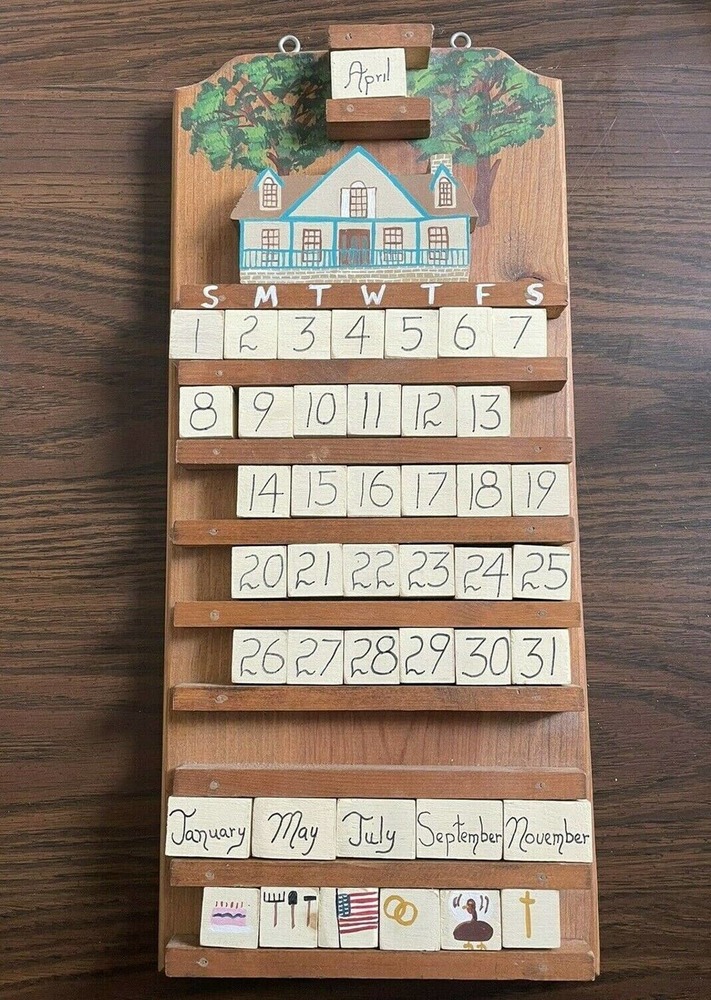 April
S M T W T F S
1 2 3 4 5 6 7
8 9 10 11 12 13
14 15 16 17 18 19
20 21 22 23 24 25
26 27 28 29 30 31
January May July September November